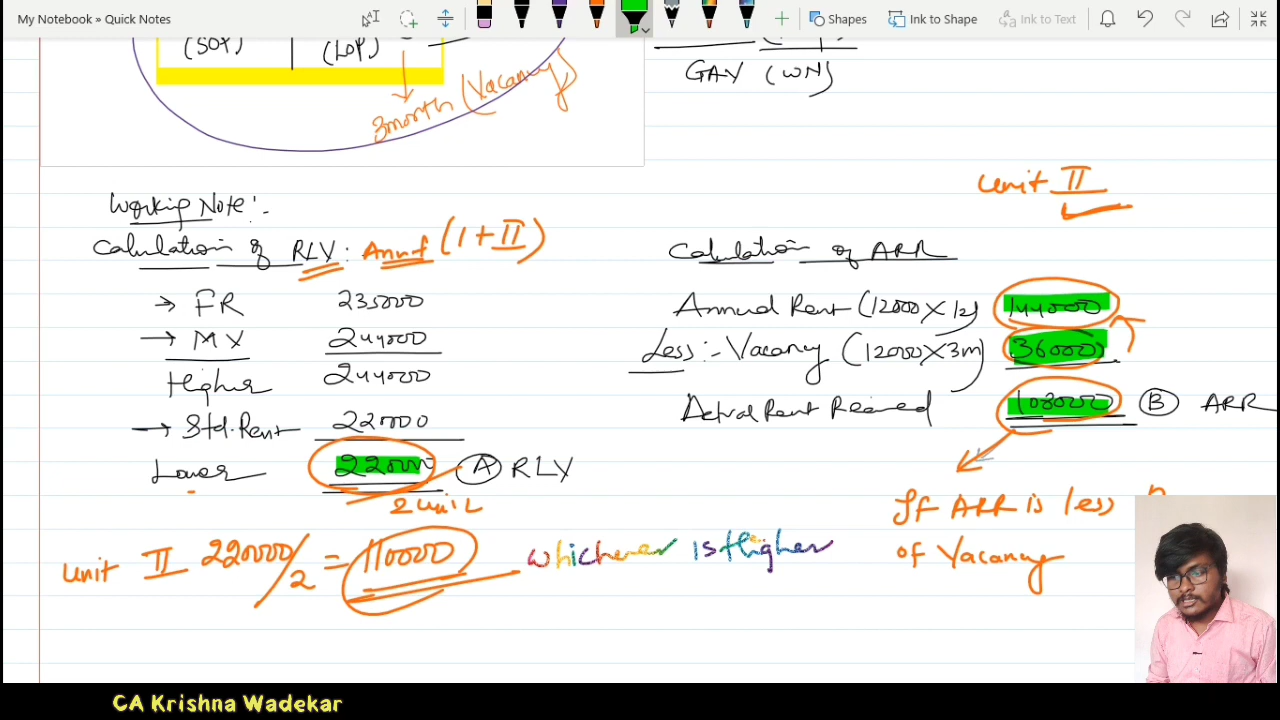 My Notebook » Quick Notes
Shapes
Ink to Shape
Ink to Text
(SOP) (LOP)
3month (Vacancy)
GAV (WN)
Unit II
Working Note:-
Calculation of RLV: Annual (I + II)
→ FR 235000
→ MV 244000
Higher 244000
→ Std. Rent 220000
Lower 220000 (A) RLV
2 unit
Unit II 220000/2 = 110000 whichever is Higher
Calculation of ARR
Annual Rent (12000 X 12) 144000
Less:- Vacancy (12000 X 3m) 36000
Actual Rent Received 108000 (B) ARR
If ARR is less
of Vacancy
CA Krishna Wadekar